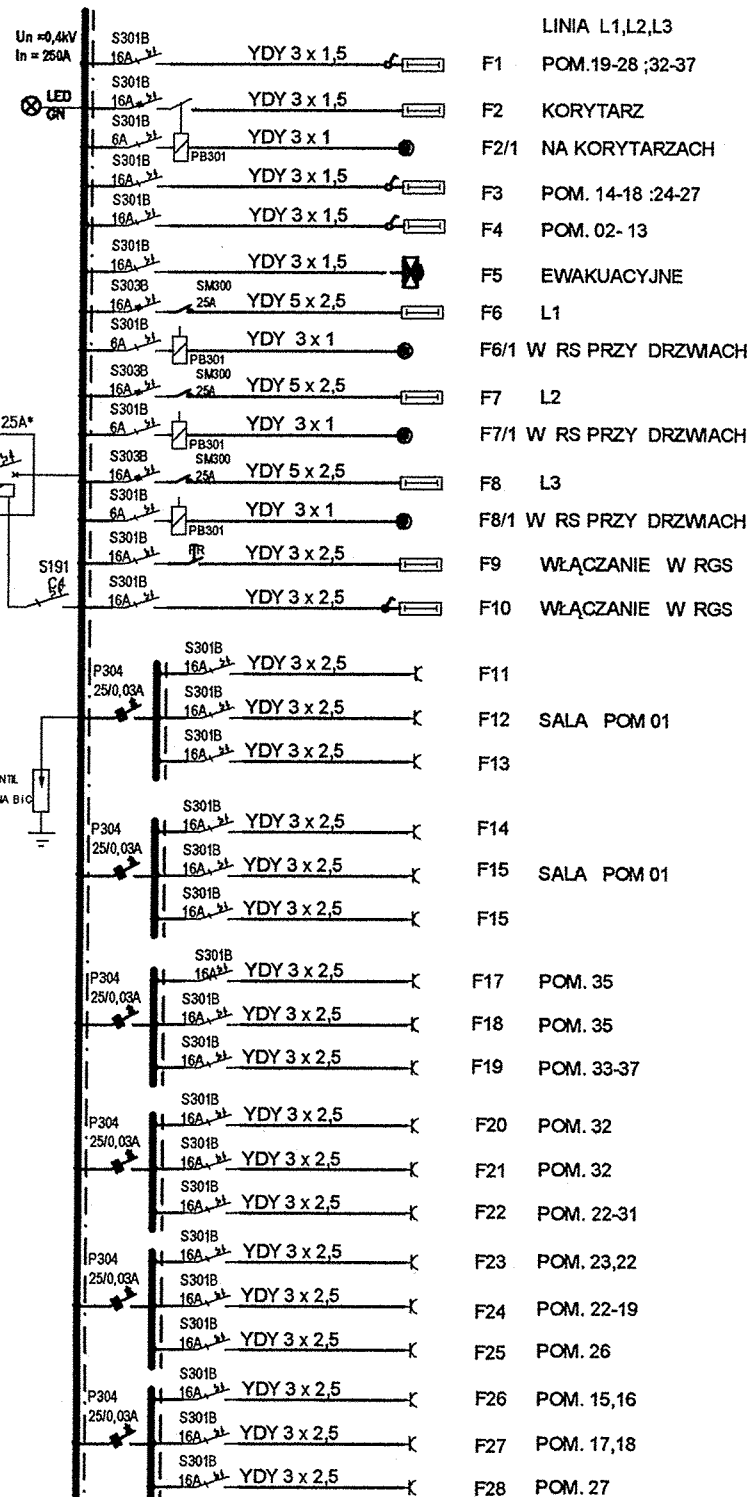 LINIA L1,L2,L3
Un =0,4kV
In = 250A
S301B
16A YDY 3 x 1,5 F1 POM.19-28 ;32-37
LED
GN
S301B
16A YDY 3 x 1,5 F2 KORYTARZ
S301B
6A PB301 YDY 3 x 1 F2/1 NA KORYTARZACH
S301B
16A YDY 3 x 1,5 F3 POM. 14-18 :24-27
S301B
16A YDY 3 x 1,5 F4 POM. 02- 13
S301B
16A YDY 3 x 1,5 F5 EWAKUACYJNE
S303B SM300
16A 25A YDY 5 x 2,5 F6 L1
S301B
6A PB301 YDY 3 x 1 F6/1 W RS PRZY DRZWIACH
S303B SM300
16A 25A YDY 5 x 2,5 F7 L2
25A*
S301B
6A PB301 YDY 3 x 1 F7/1 W RS PRZY DRZWIACH
S303B SM300
16A 25A YDY 5 x 2,5 F8 L3
S301B
6A PB301 YDY 3 x 1 F8/1 W RS PRZY DRZWIACH
S301B
16A YDY 3 x 2,5 F9 WŁĄCZANIE W RGS
S191
S301B
16A YDY 3 x 2,5 F10 WŁĄCZANIE W RGS
P304
25/0,03A
S301B
16A YDY 3 x 2,5 F11
S301B
16A YDY 3 x 2,5 F12 SALA POM 01
S301B
16A YDY 3 x 2,5 F13
P304
25/0,03A
S301B
16A YDY 3 x 2,5 F14
S301B
16A YDY 3 x 2,5 F15 SALA POM 01
S301B
16A YDY 3 x 2,5 F15
P304
25/0,03A
S301B
16A YDY 3 x 2,5 F17 POM. 35
S301B
16A YDY 3 x 2,5 F18 POM. 35
S301B
16A YDY 3 x 2,5 F19 POM. 33-37
P304
25/0,03A
S301B
16A YDY 3 x 2,5 F20 POM. 32
S301B
16A YDY 3 x 2,5 F21 POM. 32
S301B
16A YDY 3 x 2,5 F22 POM. 22-31
P304
25/0,03A
S301B
16A YDY 3 x 2,5 F23 POM. 23,22
S301B
16A YDY 3 x 2,5 F24 POM. 22-19
S301B
16A YDY 3 x 2,5 F25 POM. 26
P304
25/0,03A
S301B
16A YDY 3 x 2,5 F26 POM. 15,16
S301B
16A YDY 3 x 2,5 F27 POM. 17,18
S301B
16A YDY 3 x 2,5 F28 POM. 27